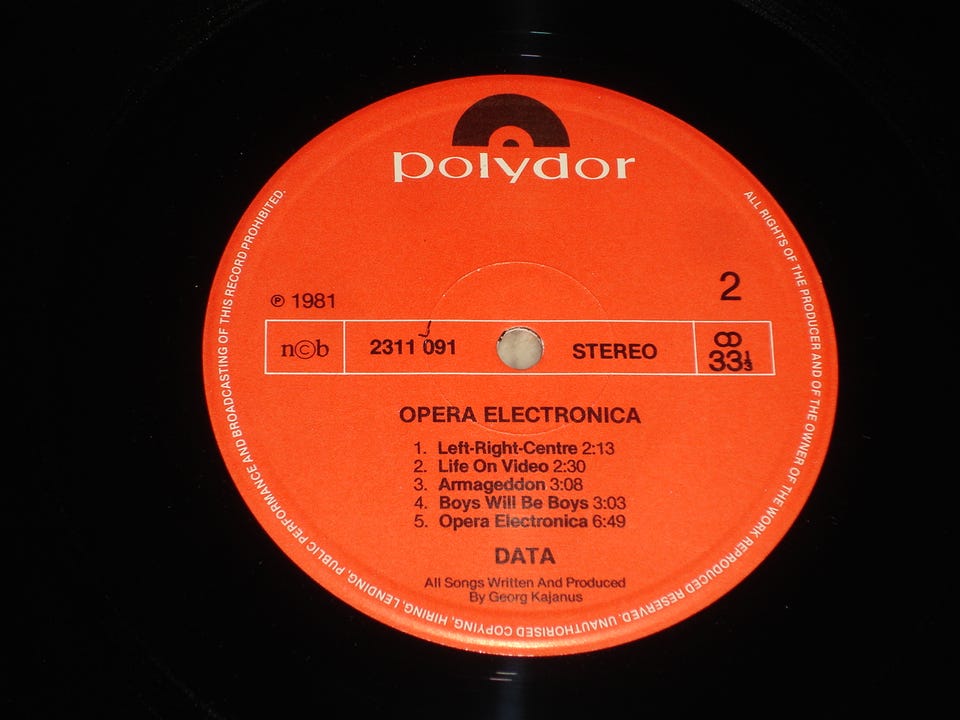 polydor
2
℗ 1981
n©b
2311 091
STEREO
33⅓
OPERA ELECTRONICA
1. Left-Right-Centre 2:13
2. Life On Video 2:30
3. Armageddon 3:08
4. Boys Will Be Boys 3:03
5. Opera Electronica 6:49
DATA
All Songs Written And Produced
By Georg Kajanus
ALL RIGHTS OF THE PRODUCER AND OF THE OWNER OF THE WORK REPRODUCED RESERVED. UNAUTHORISED COPYING, HIRING, LENDING, PUBLIC PERFORMANCE AND BROADCASTING OF THIS RECORD PROHIBITED.